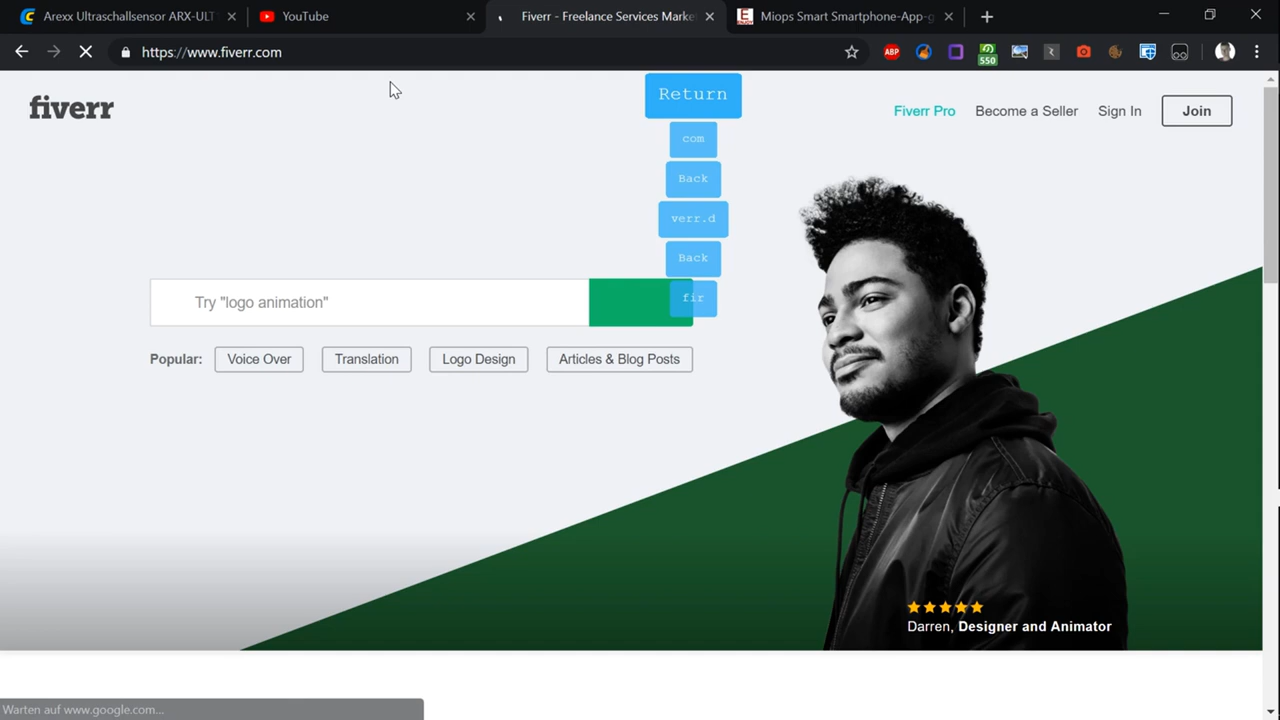 Arexx Ultraschallsensor ARX-ULT
YouTube
Fiverr - Freelance Services Marke
Miops Smart Smartphone-App-g
https://www.fiverr.com
ABP
550
fiverr
Return
com
Back
verr.d
Back
fir
Fiverr Pro
Become a Seller
Sign In
Join
Try "logo animation"
Popular:
Voice Over
Translation
Logo Design
Articles & Blog Posts
★★★★★
Darren, Designer and Animator
Warten auf www.google.com...